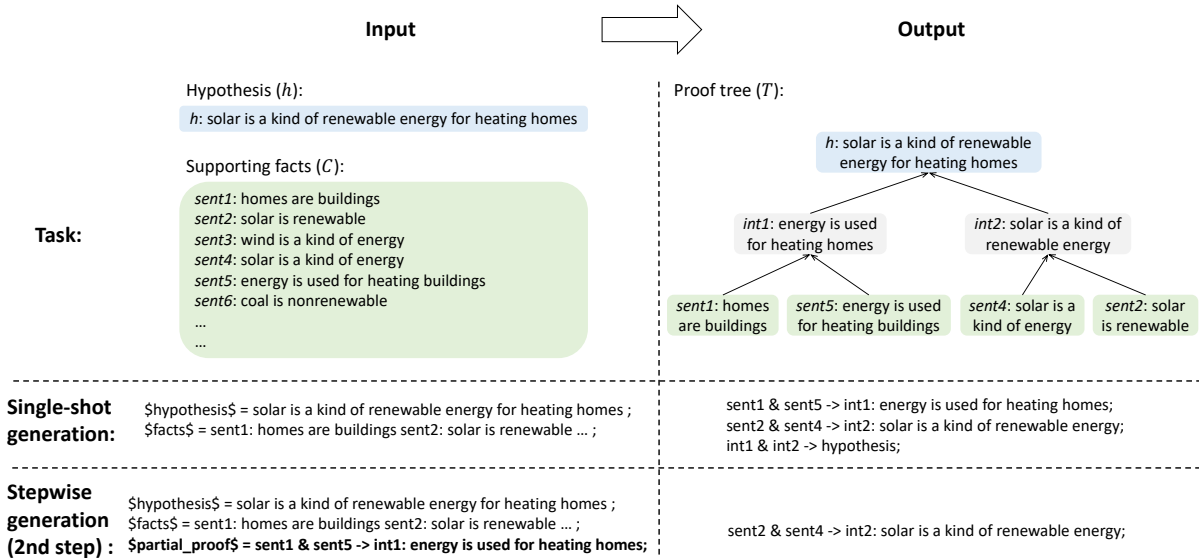 Input
Output
Task:
Hypothesis (h):
h: solar is a kind of renewable energy for heating homes
Supporting facts (C):
sent1: homes are buildings
sent2: solar is renewable
sent3: wind is a kind of energy
sent4: solar is a kind of energy
sent5: energy is used for heating buildings
sent6: coal is nonrenewable
...
...
Proof tree (T):
h: solar is a kind of renewable
energy for heating homes
int1: energy is used
for heating homes
int2: solar is a kind of
renewable energy
sent1: homes
are buildings
sent5: energy is used
for heating buildings
sent4: solar is a
kind of energy
sent2: solar
is renewable
Single-shot
generation:
$hypothesis$ = solar is a kind of renewable energy for heating homes ;
$facts$ = sent1: homes are buildings sent2: solar is renewable ... ;
sent1 & sent5 -> int1: energy is used for heating homes;
sent2 & sent4 -> int2: solar is a kind of renewable energy;
int1 & int2 -> hypothesis;
Stepwise
generation
(2nd step) :
$hypothesis$ = solar is a kind of renewable energy for heating homes ;
$facts$ = sent1: homes are buildings sent2: solar is renewable ... ;
$partial_proof$ = sent1 & sent5 -> int1: energy is used for heating homes;
sent2 & sent4 -> int2: solar is a kind of renewable energy;